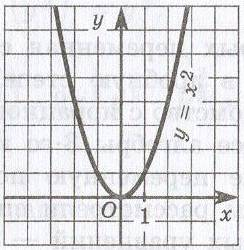 y
y = x²
O 1 x